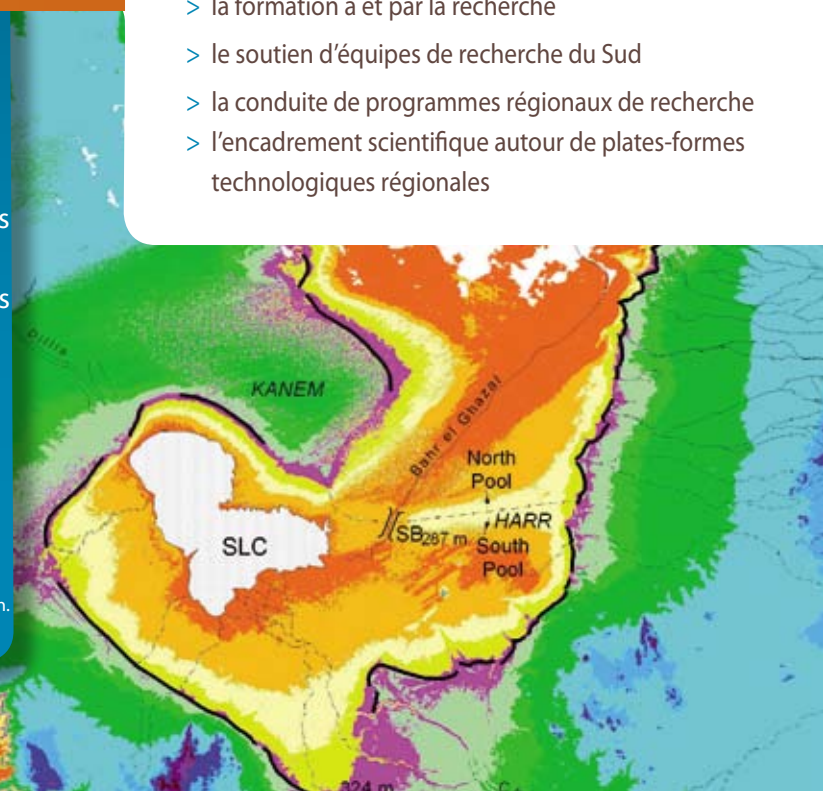 > la formation à et par la recherche
> le soutien d'équipes de recherche du Sud
> la conduite de programmes régionaux de recherche
> l'encadrement scientifique autour de plates-formes
technologiques régionales
s
s
n.
Dillia
KANEM
Bahr el Ghazal
North
Pool
HARR
SB287 m
South
Pool
SLC
324 m